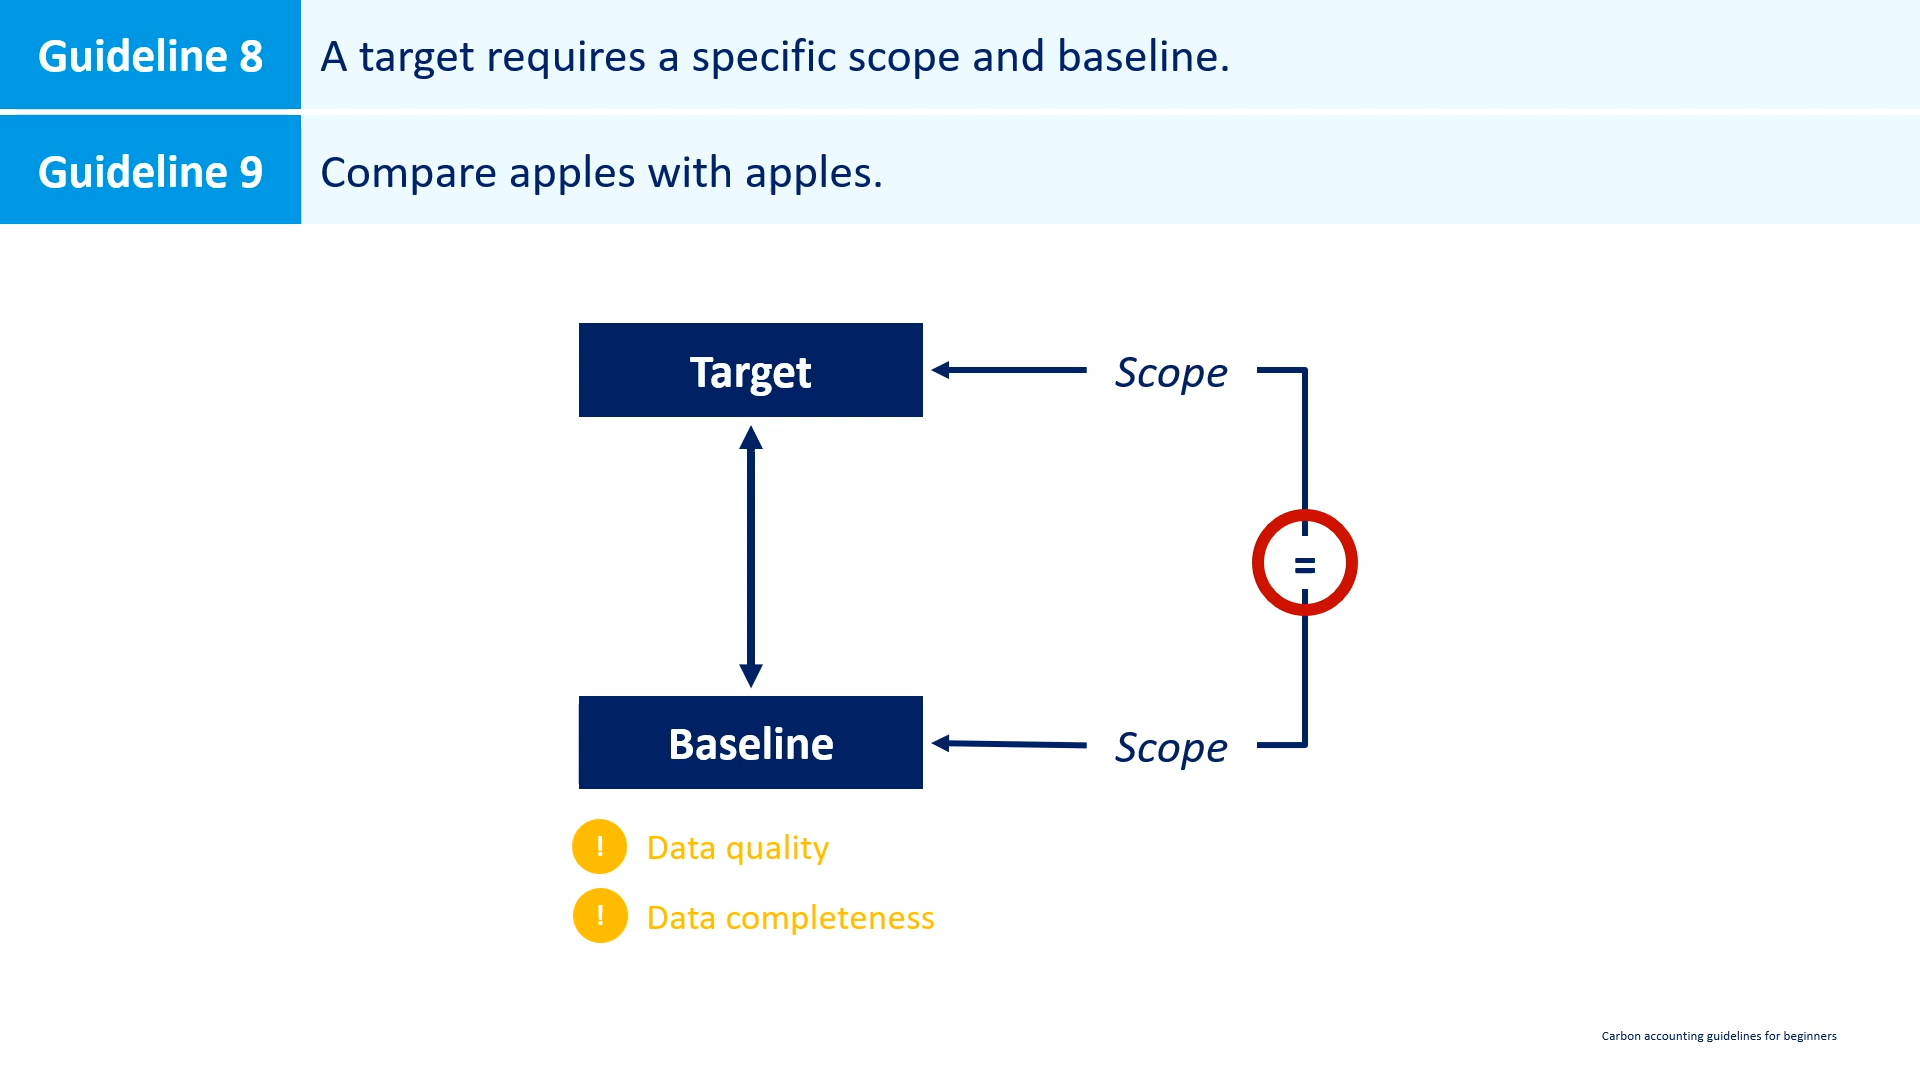 Guideline 8
A target requires a specific scope and baseline.
Guideline 9
Compare apples with apples.
Target
Scope
=
Baseline
Scope
! Data quality
! Data completeness
Carbon accounting guidelines for beginners